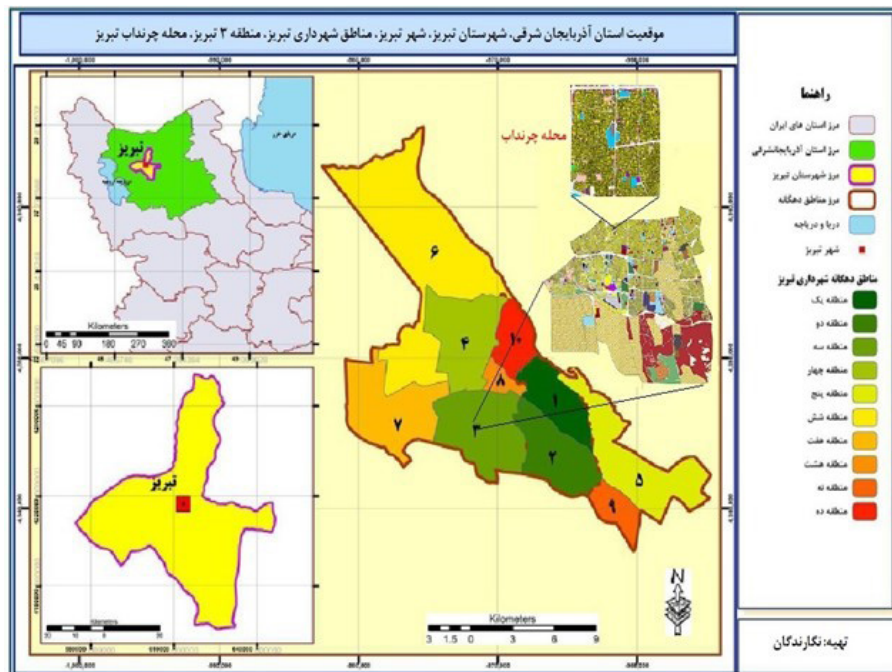 موقعیت استان آذربایجان شرقی، شهرستان تبریز، شهر تبریز، مناطق شهرداری تبریز، منطقه ۳ تبریز، محله چرنداب تبریز
راهنما
مرز استان های ایران
مرز استان آذربایجانشرقی
مرز شهرستان تبریز
مرز مناطق دهگانه
دریا و دریاچه
شهر تبریز
مناطق دهگانه شهرداری تبریز
منطقه یک
منطقه دو
منطقه سه
منطقه چهار
منطقه پنج
منطقه شش
منطقه هفت
منطقه هشت
منطقه نه
منطقه ده
تهیه: نگارندگان
محله چرنداب
تبریز
Kilometers
0 45 90 180 270 360
تبریز
Kilometers
۶
۴
۱۰
۸
۱
۷
۳
۲
۵
۹
N
Kilometers
3 1.5 0 3 6 9